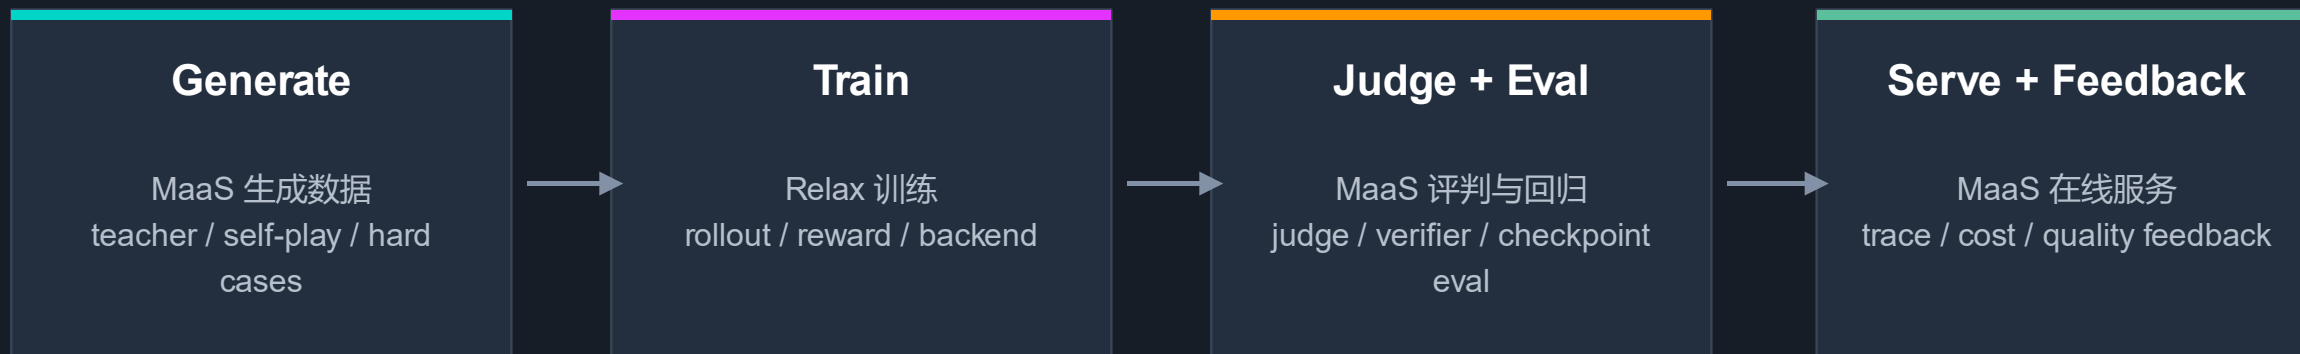 Generate
MaaS 生成数据
teacher / self-play / hard
cases
Train
Relax 训练
rollout / reward / backend
Judge + Eval
MaaS 评判与回归
judge / verifier / checkpoint
eval
Serve + Feedback
MaaS 在线服务
trace / cost / quality feedback